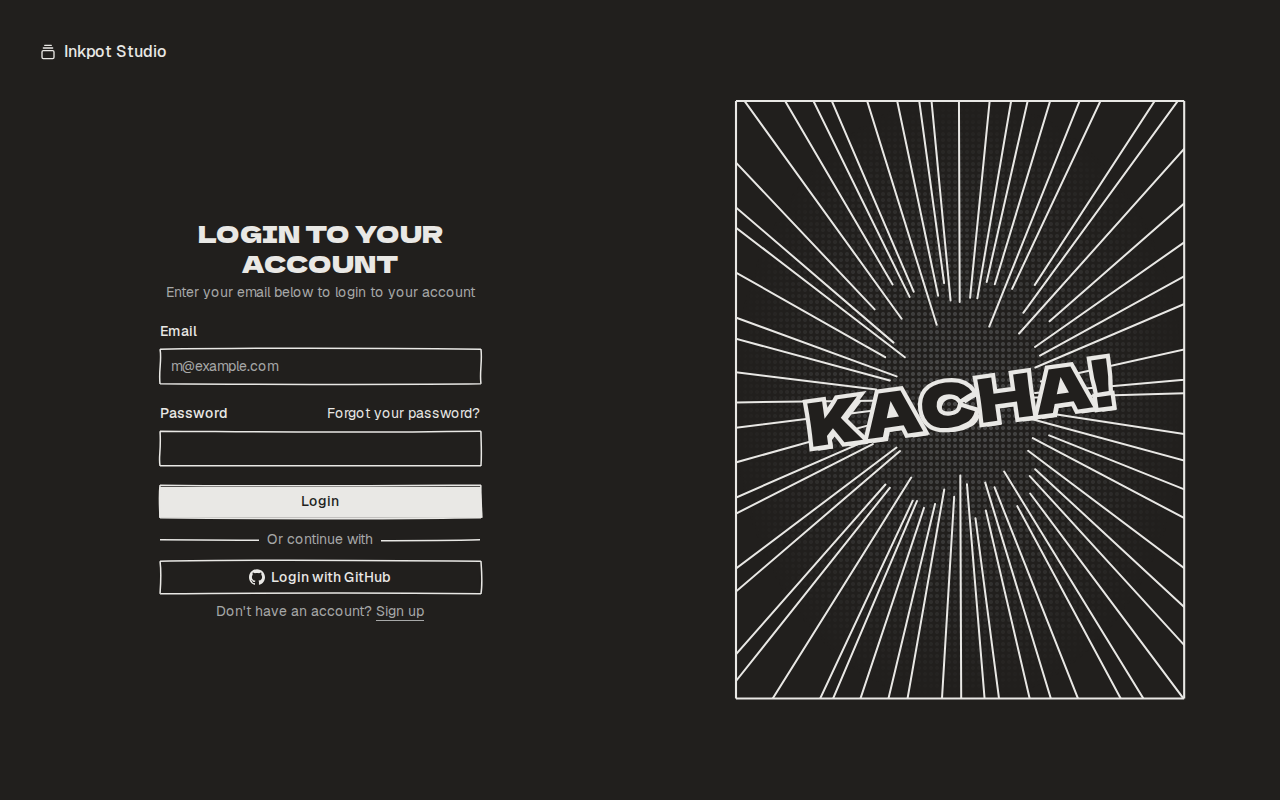 Inkpot Studio
LOGIN TO YOUR
ACCOUNT
Enter your email below to login to your account
Email
m@example.com
Password
Forgot your password?
Login
Or continue with
Login with GitHub
Don't have an account? Sign up
KACHA!